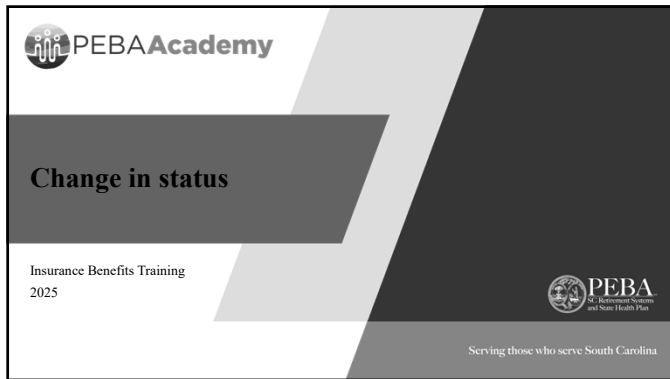 PEBAAcademy
Change in status
Insurance Benefits Training
2025
PEBA
SC Retirement Systems
and State Health Plan
Serving those who serve South Carolina